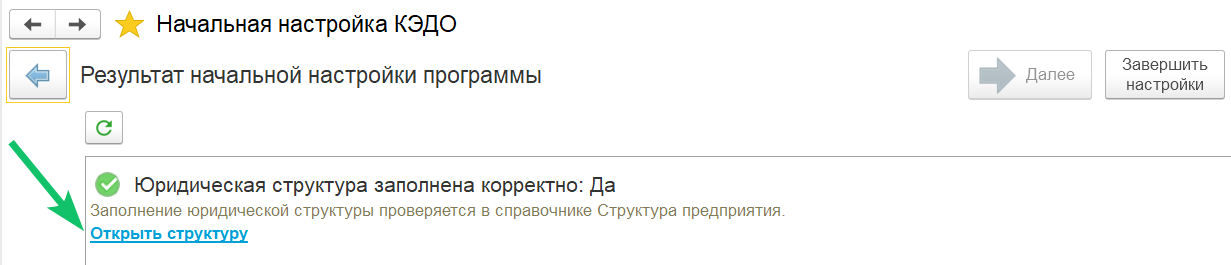 Начальная настройка КЭДО
Результат начальной настройки программы
Далее
Завершить
настройки
Юридическая структура заполнена корректно: Да
Заполнение юридической структуры проверяется в справочнике Структура предприятия.
Открыть структуру